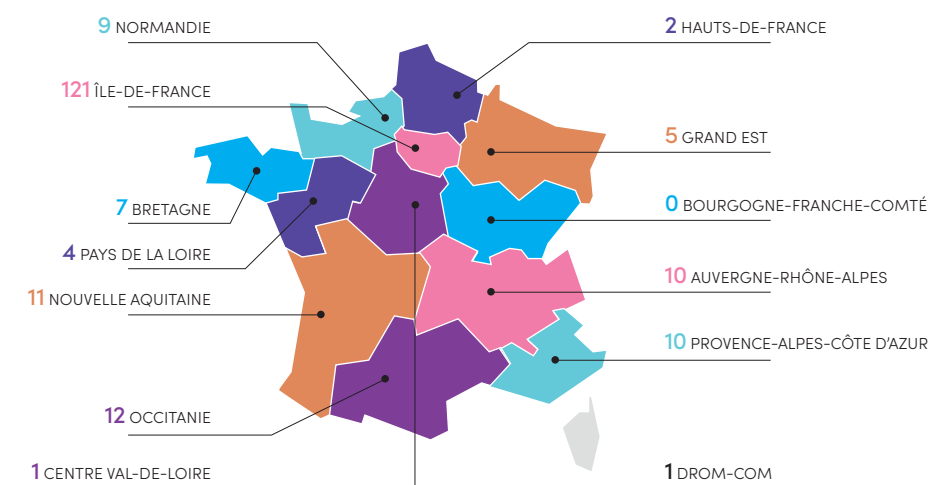 9 NORMANDIE
2 HAUTS-DE-FRANCE
121 ÎLE-DE-FRANCE
5 GRAND EST
7 BRETAGNE
0 BOURGOGNE-FRANCHE-COMTÉ
4 PAYS DE LA LOIRE
10 AUVERGNE-RHÔNE-ALPES
11 NOUVELLE AQUITAINE
10 PROVENCE-ALPES-CÔTE D'AZUR
12 OCCITANIE
1 CENTRE VAL-DE-LOIRE
1 DROM-COM